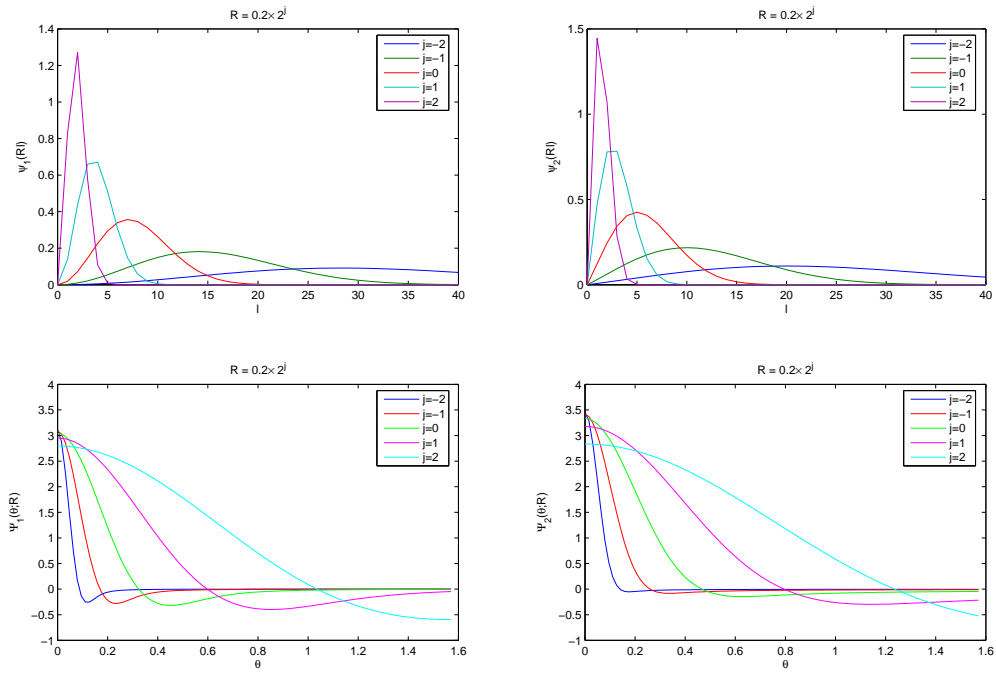 R = 0.2× 2^j
1.4
1.2
1
0.8
0.6
0.4
0.2
0
ψ_1(Rl)
0 5 10 15 20 25 30 35 40
l
j=−2
j=−1
j=0
j=1
j=2
R = 0.2× 2^j
1.5
1
0.5
0
ψ_2(Rl)
0 5 10 15 20 25 30 35 40
l
j=−2
j=−1
j=0
j=1
j=2
R = 0.2× 2^j
4
3.5
3
2.5
2
1.5
1
0.5
0
−0.5
−1
Ψ_1(θ;R)
0 0.2 0.4 0.6 0.8 1 1.2 1.4 1.6
θ
j=−2
j=−1
j=0
j=1
j=2
R = 0.2× 2^j
4
3.5
3
2.5
2
1.5
1
0.5
0
−0.5
−1
Ψ_2(θ;R)
0 0.2 0.4 0.6 0.8 1 1.2 1.4 1.6
θ
j=−2
j=−1
j=0
j=1
j=2